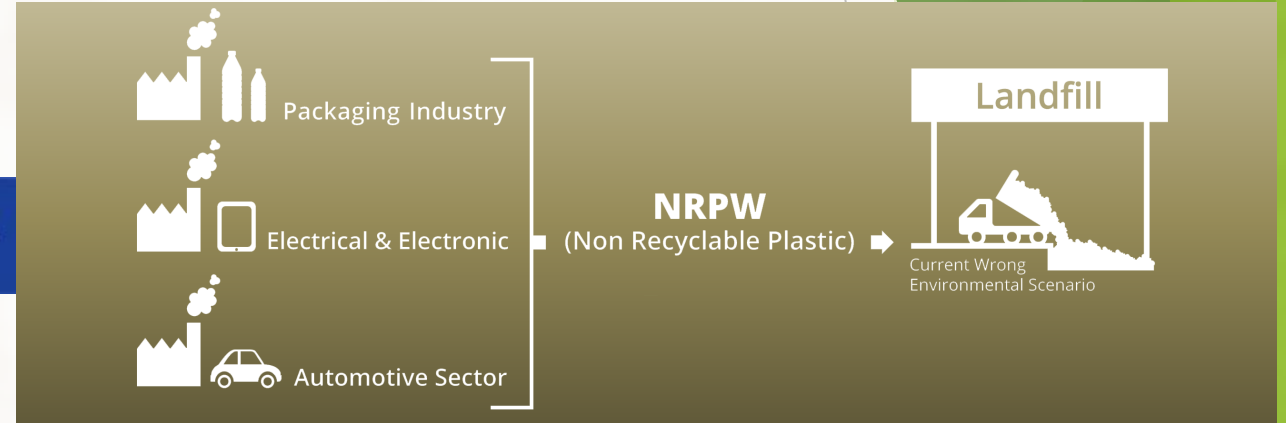 Packaging Industry
Electrical & Electronic
Automotive Sector
NRPW
(Non Recyclable Plastic)
Landfill
Current Wrong
Environmental Scenario